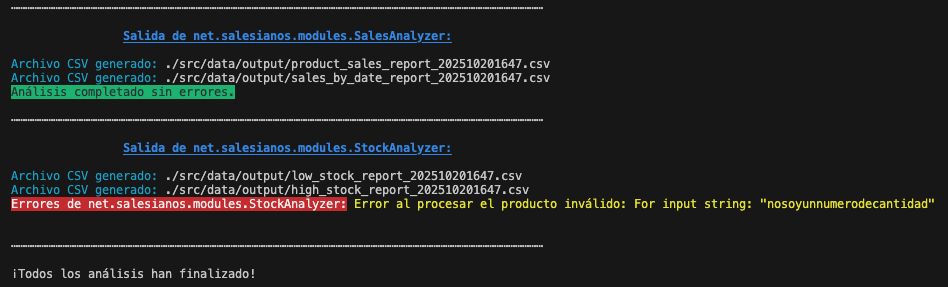 Salida de net.salesianos.modules.SalesAnalyzer:
Archivo CSV generado: ./src/data/output/product_sales_report_202510201647.csv
Archivo CSV generado: ./src/data/output/sales_by_date_report_202510201647.csv
Análisis completado sin errores.
Salida de net.salesianos.modules.StockAnalyzer:
Archivo CSV generado: ./src/data/output/low_stock_report_202510201647.csv
Archivo CSV generado: ./src/data/output/high_stock_report_202510201647.csv
Errores de net.salesianos.modules.StockAnalyzer: Error al procesar el producto inválido: For input string: "nosoyunnumerodecantidad"
¡Todos los análisis han finalizado!